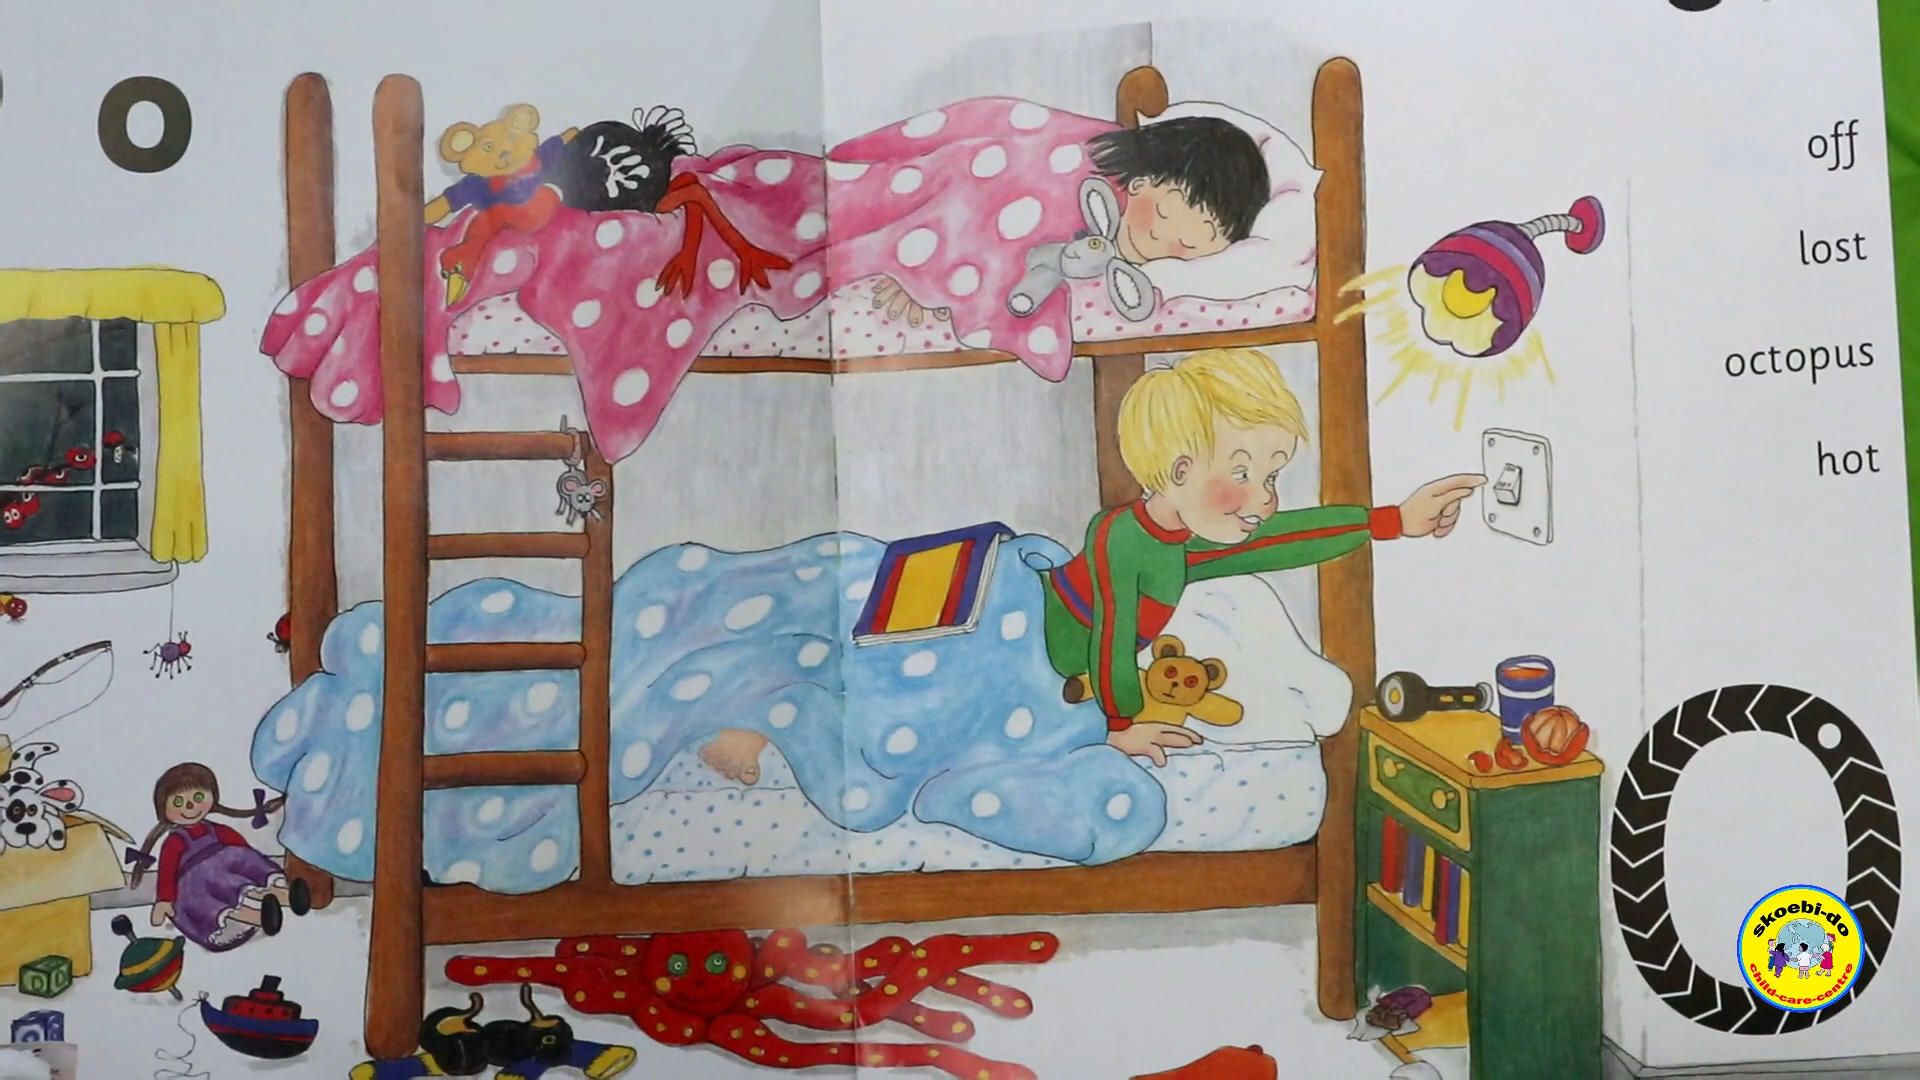 o
off
lost
octopus
hot
skoebi-do
child-care-centre